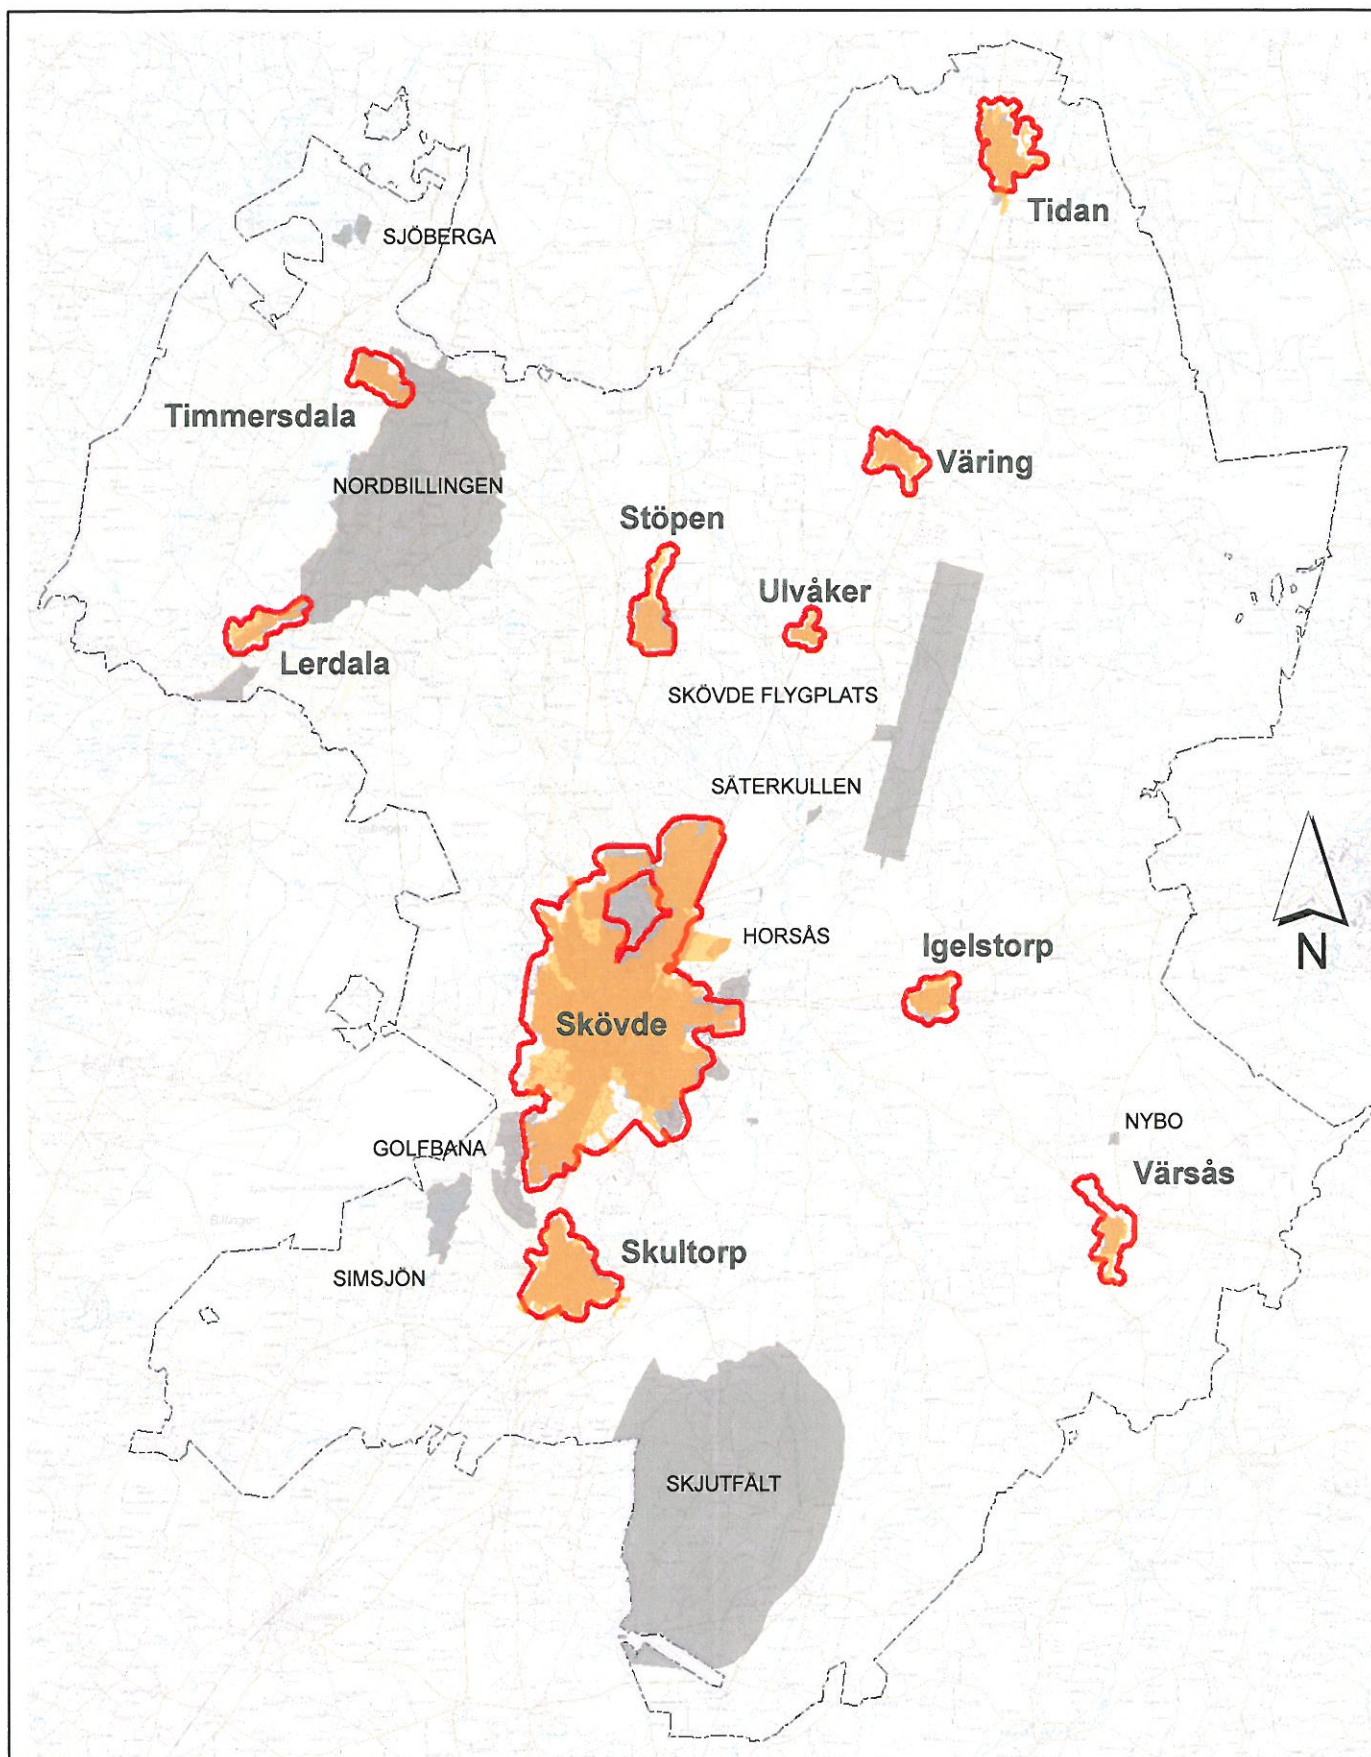 Tidan
SJÖBERGA
Timmersdala
Väring
NORDBILLINGEN
Stöpen
Ulvåker
Lerdala
SKÖVDE FLYGPLATS
SÄTERKULLEN
HORSÅS
Igelstorp
N
Skövde
NYBO
GOLFBANA
Värsås
Skultorp
SIMSJÖN
SKJUTFÄLT